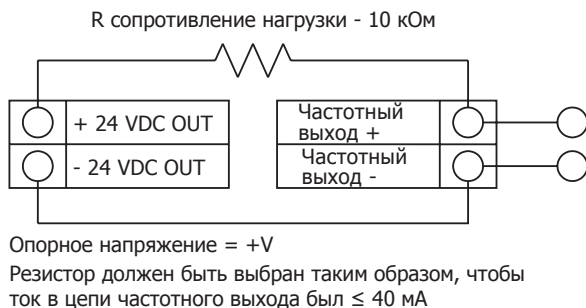 R сопротивление нагрузки - 10 кОм
+ 24 VDC OUT
Частотный
выход +
- 24 VDC OUT
Частотный
выход -
Опорное напряжение = +V
Резистор должен быть выбран таким образом, чтобы
ток в цепи частотного выхода был ≤ 40 мА